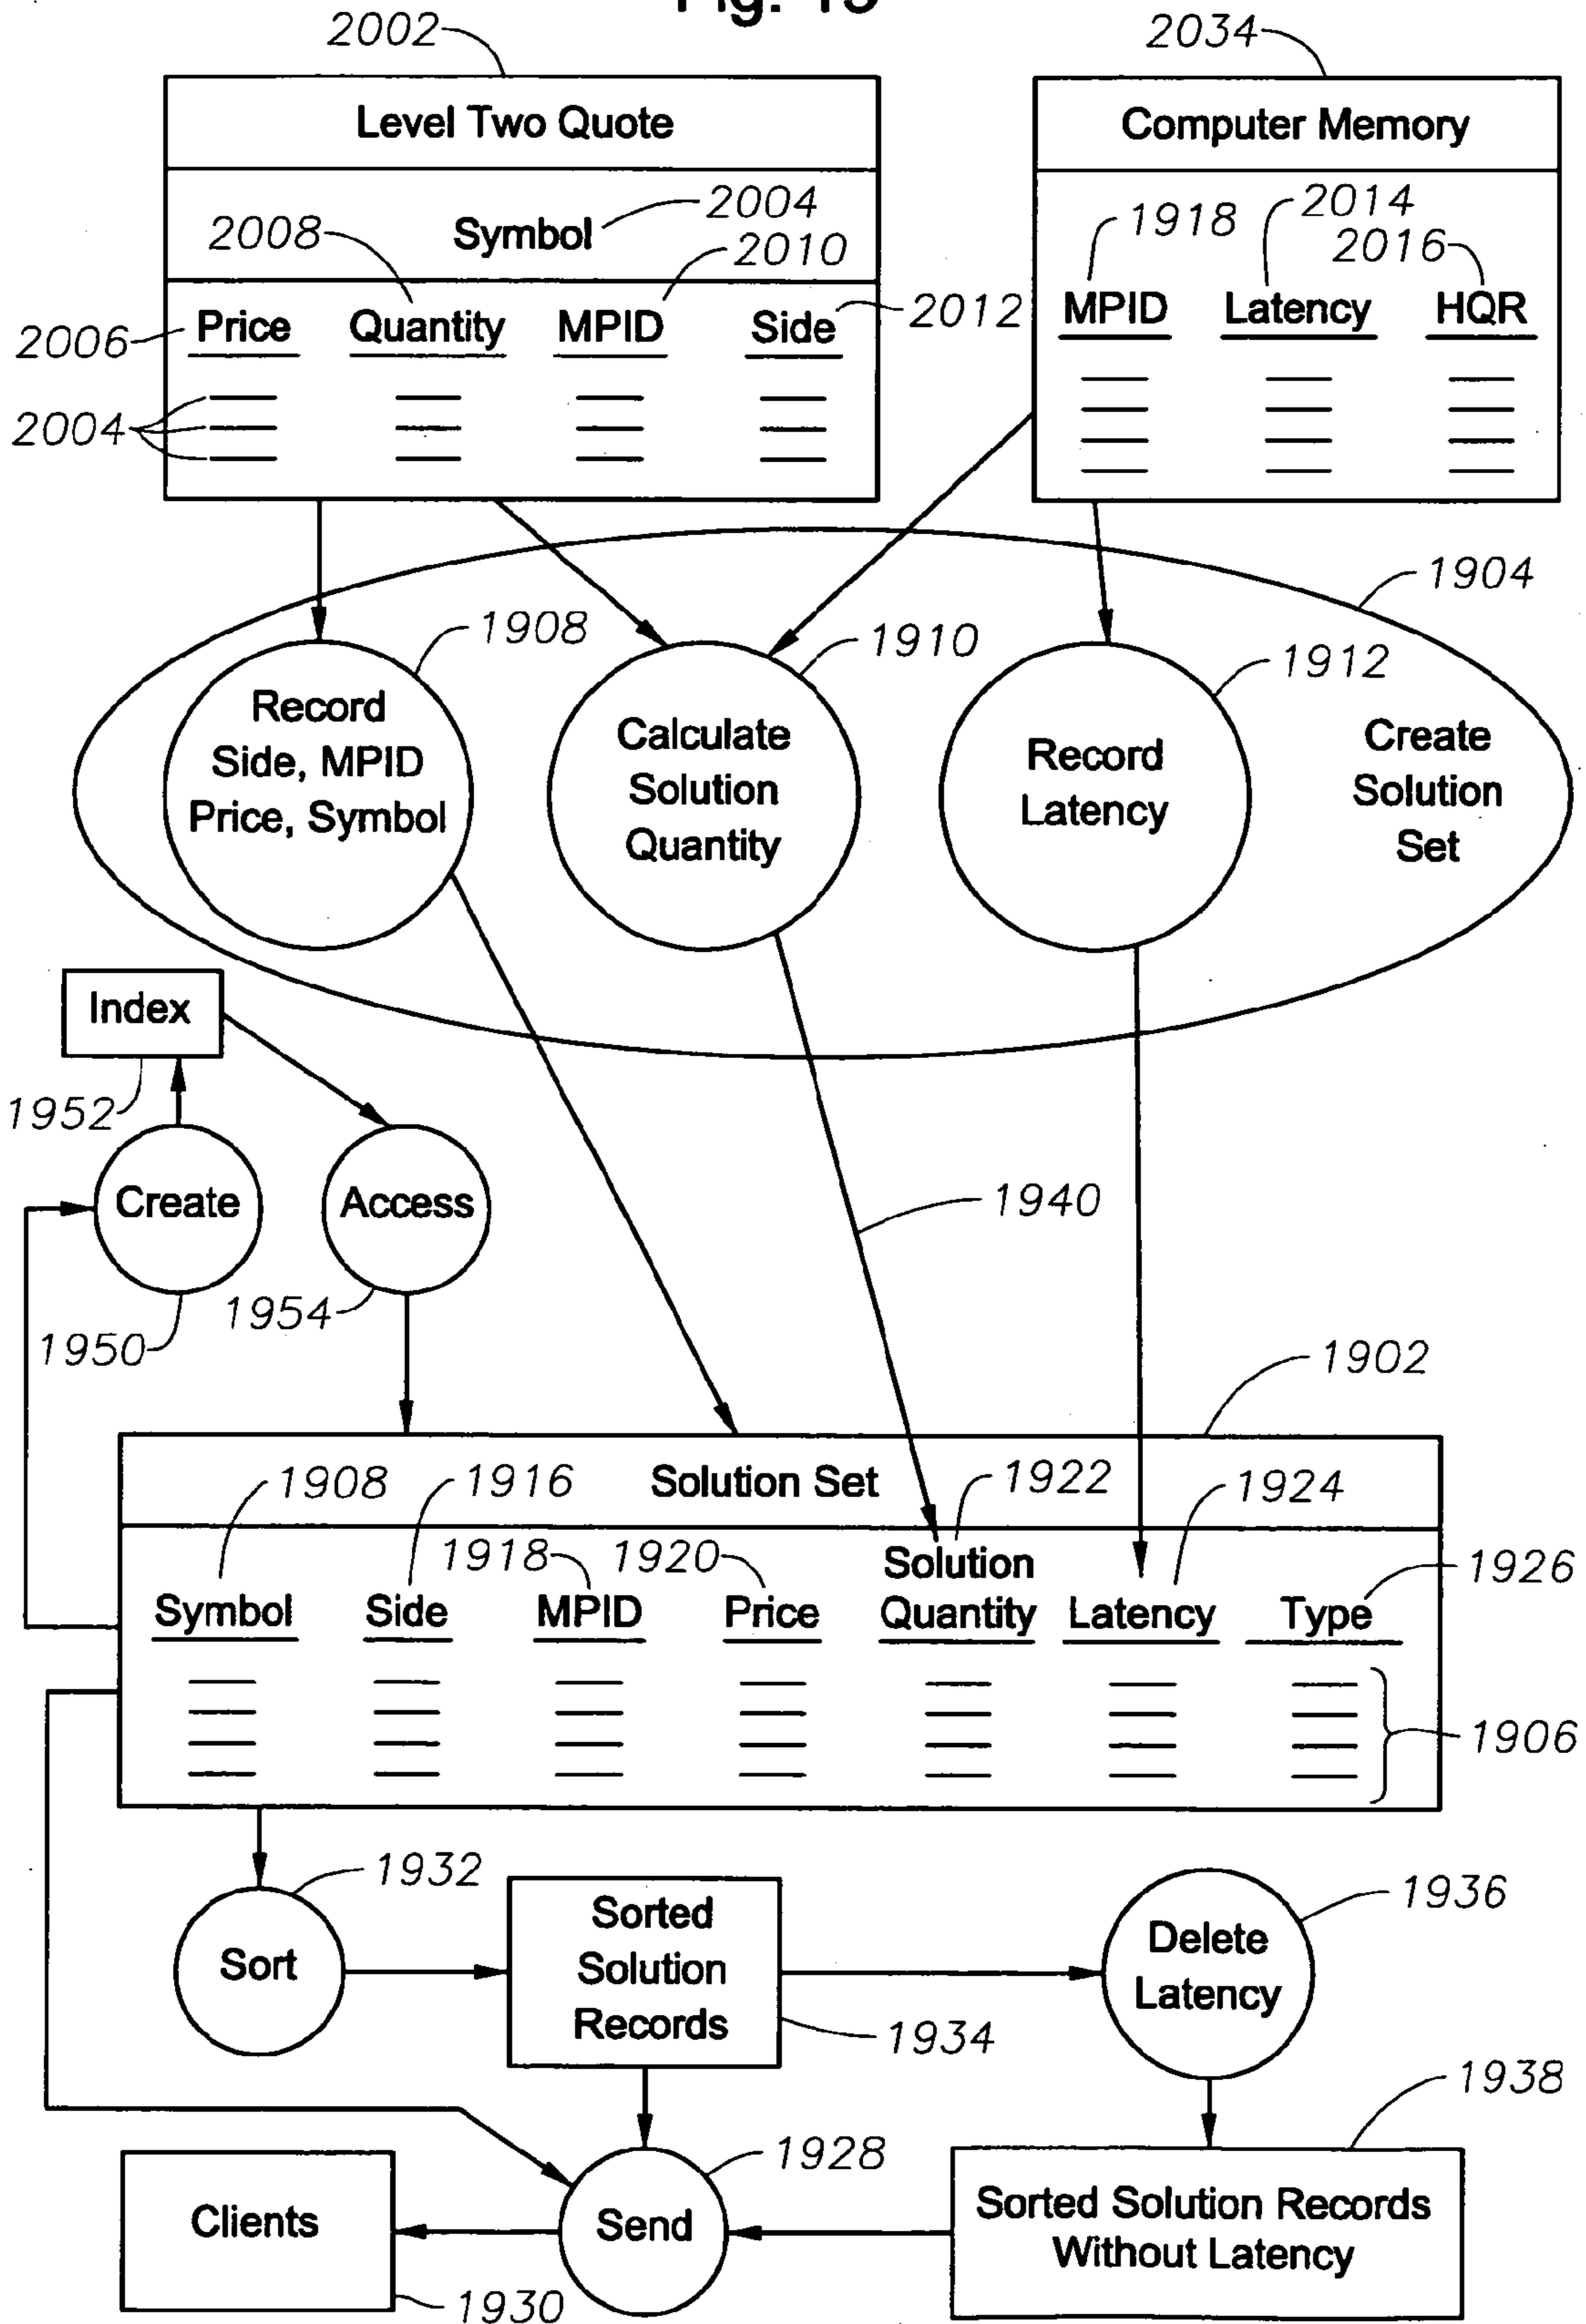 2002
2034
Level Two Quote
Computer Memory
2004
2008
Symbol
2010
1918
2014
2016
2006
Price
Quantity
MPID
Side
2012
MPID
Latency
HQR
2004
1904
1908
1910
1912
Record
Side, MPID
Price, Symbol
Calculate
Solution
Quantity
Record
Latency
Create
Solution
Set
Index
1952
Create
Access
1940
1954
1950
1902
1908
1916
Solution Set
1922
1924
1918
1920
1926
Symbol
Side
MPID
Price
Solution
Quantity
Latency
Type
1906
1932
1936
Sort
Sorted
Solution
Records
Delete
Latency
1934
1938
1928
Clients
Send
Sorted Solution Records
Without Latency
1930